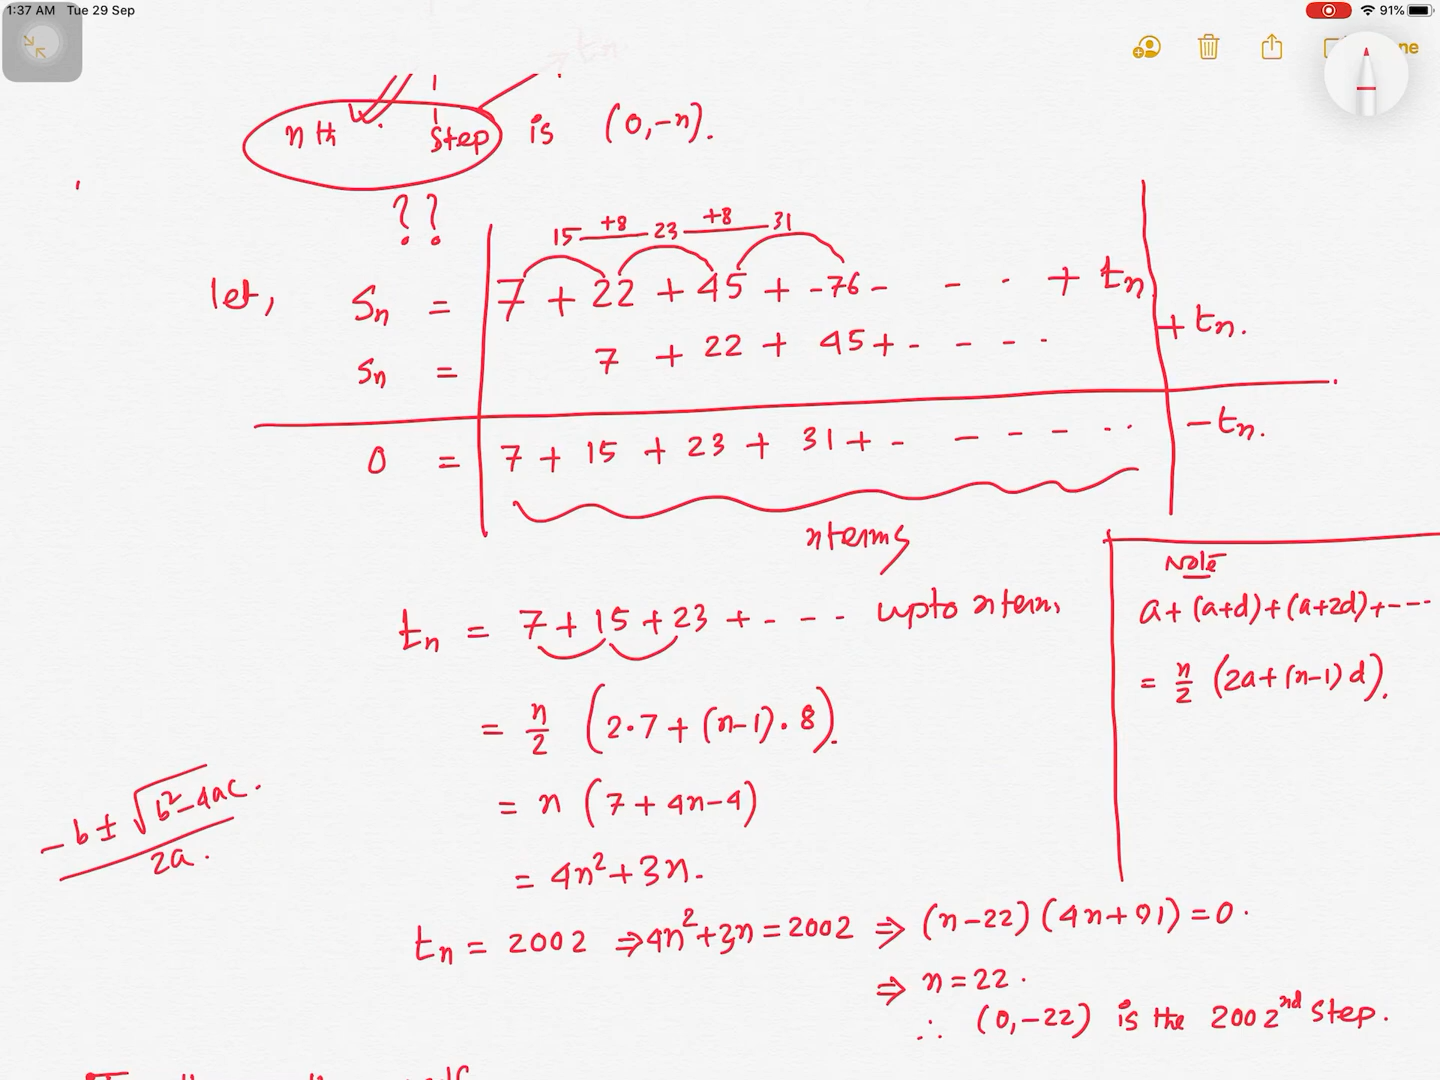 1:37 AM Tue 29 Sep
91%
tn
nth step is (0,-n).
??
15 +8 23 +8 31
let, Sn = 7 + 22 + 45 + -76- - - . + tn
Sn = 7 + 22 + 45 + - - - - . + tn.
0 = 7 + 15 + 23 + 31 + - - - - .. -tn.
n terms
Note
a + (a+d) + (a+2d) + ----
= n/2 (2a+(n-1)d).
tn = 7 + 15 + 23 + - - - upto n term,
= n/2 (2·7 + (n-1)·8).
= n (7 + 4n-4)
= 4n²+3n.
-b ± √b²-4ac. / 2a.
tn = 2002 ⇒ 4n²+3n = 2002 ⇒ (n-22)(4n+91) = 0.
⇒ n = 22.
∴ (0,-22) is the 2002nd step.